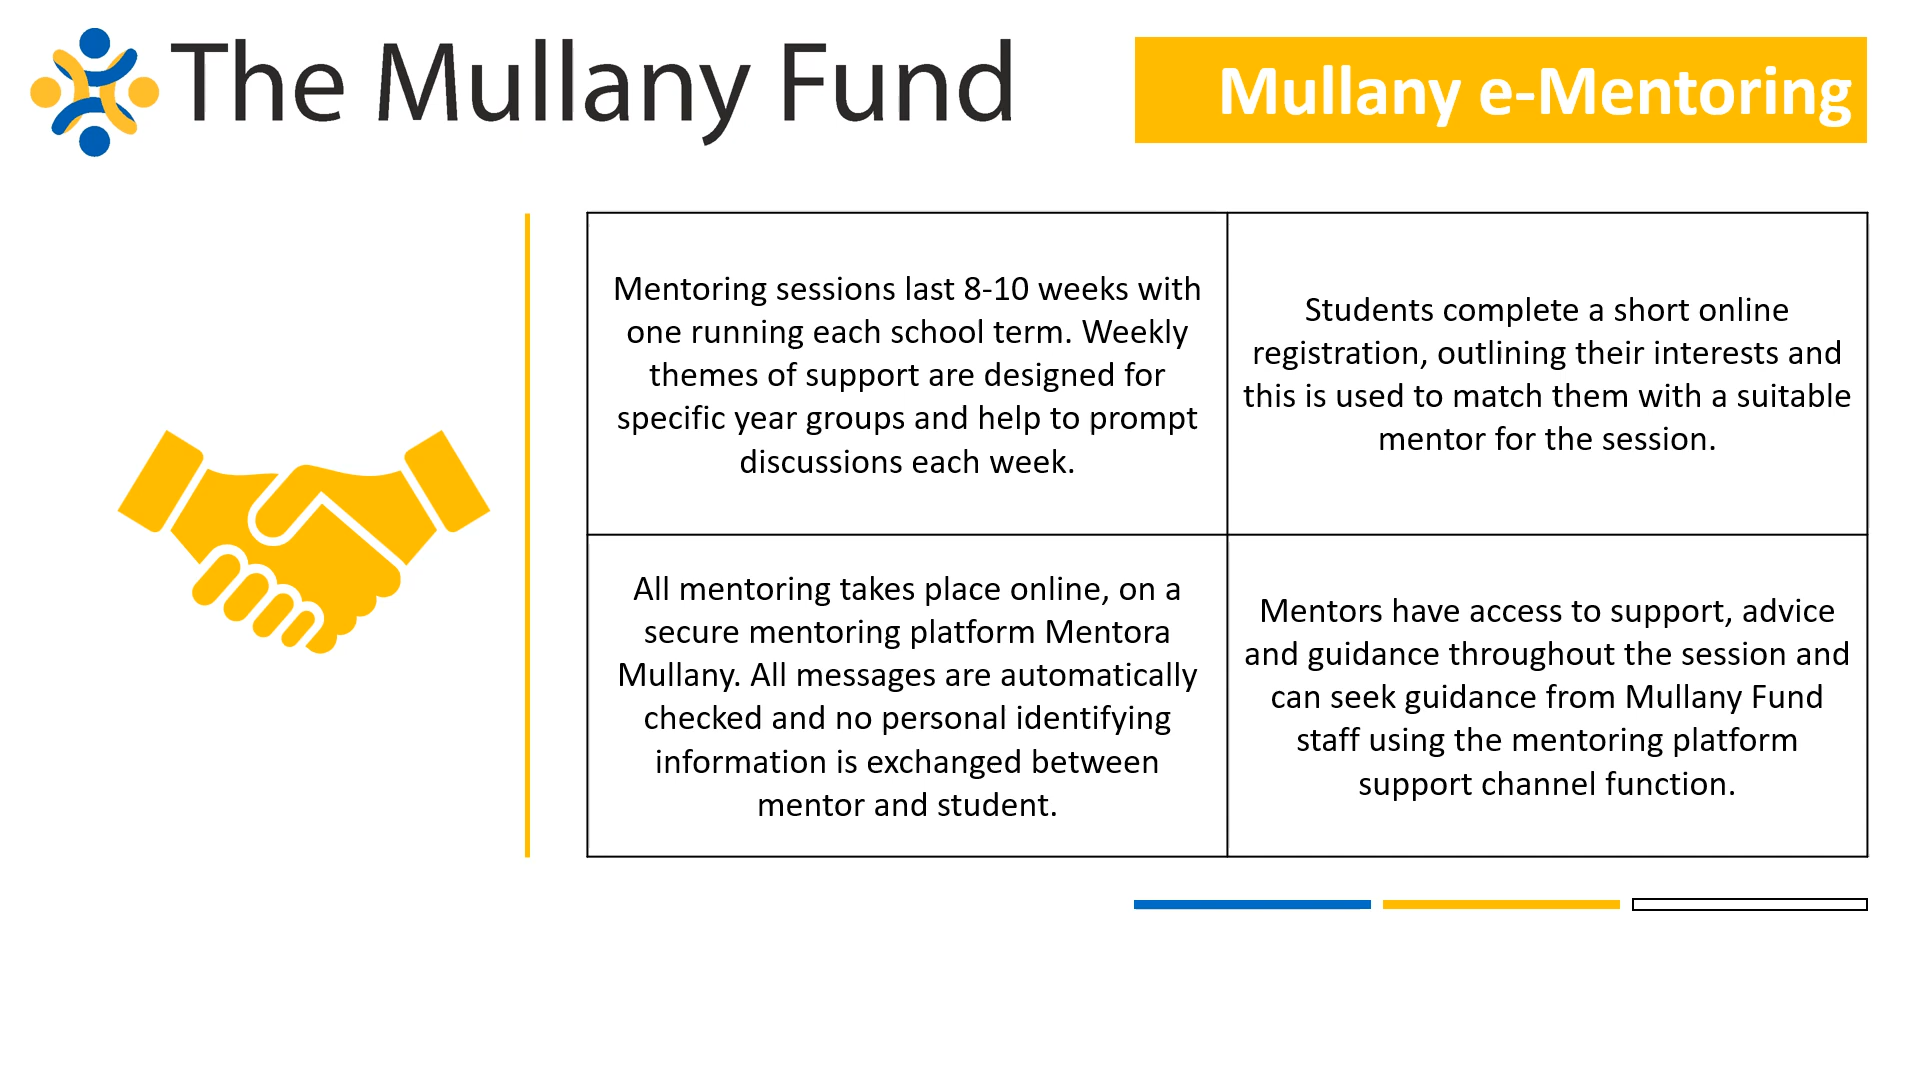 The Mullany Fund
Mullany e-Mentoring
Mentoring sessions last 8-10 weeks with
one running each school term. Weekly
themes of support are designed for
specific year groups and help to prompt
discussions each week.
Students complete a short online
registration, outlining their interests and
this is used to match them with a suitable
mentor for the session.
All mentoring takes place online, on a
secure mentoring platform Mentora
Mullany. All messages are automatically
checked and no personal identifying
information is exchanged between
mentor and student.
Mentors have access to support, advice
and guidance throughout the session and
can seek guidance from Mullany Fund
staff using the mentoring platform
support channel function.